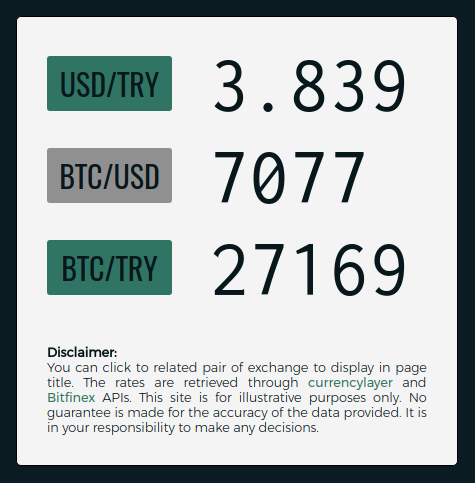 USD/TRY 3.839
BTC/USD 7077
BTC/TRY 27169
Disclaimer:
You can click to related pair of exchange to display in page
title. The rates are retrieved through currencylayer and
Bitfinex APIs. This site is for illustrative purposes only. No
guarantee is made for the accuracy of the data provided. It is
in your responsibility to make any decisions.